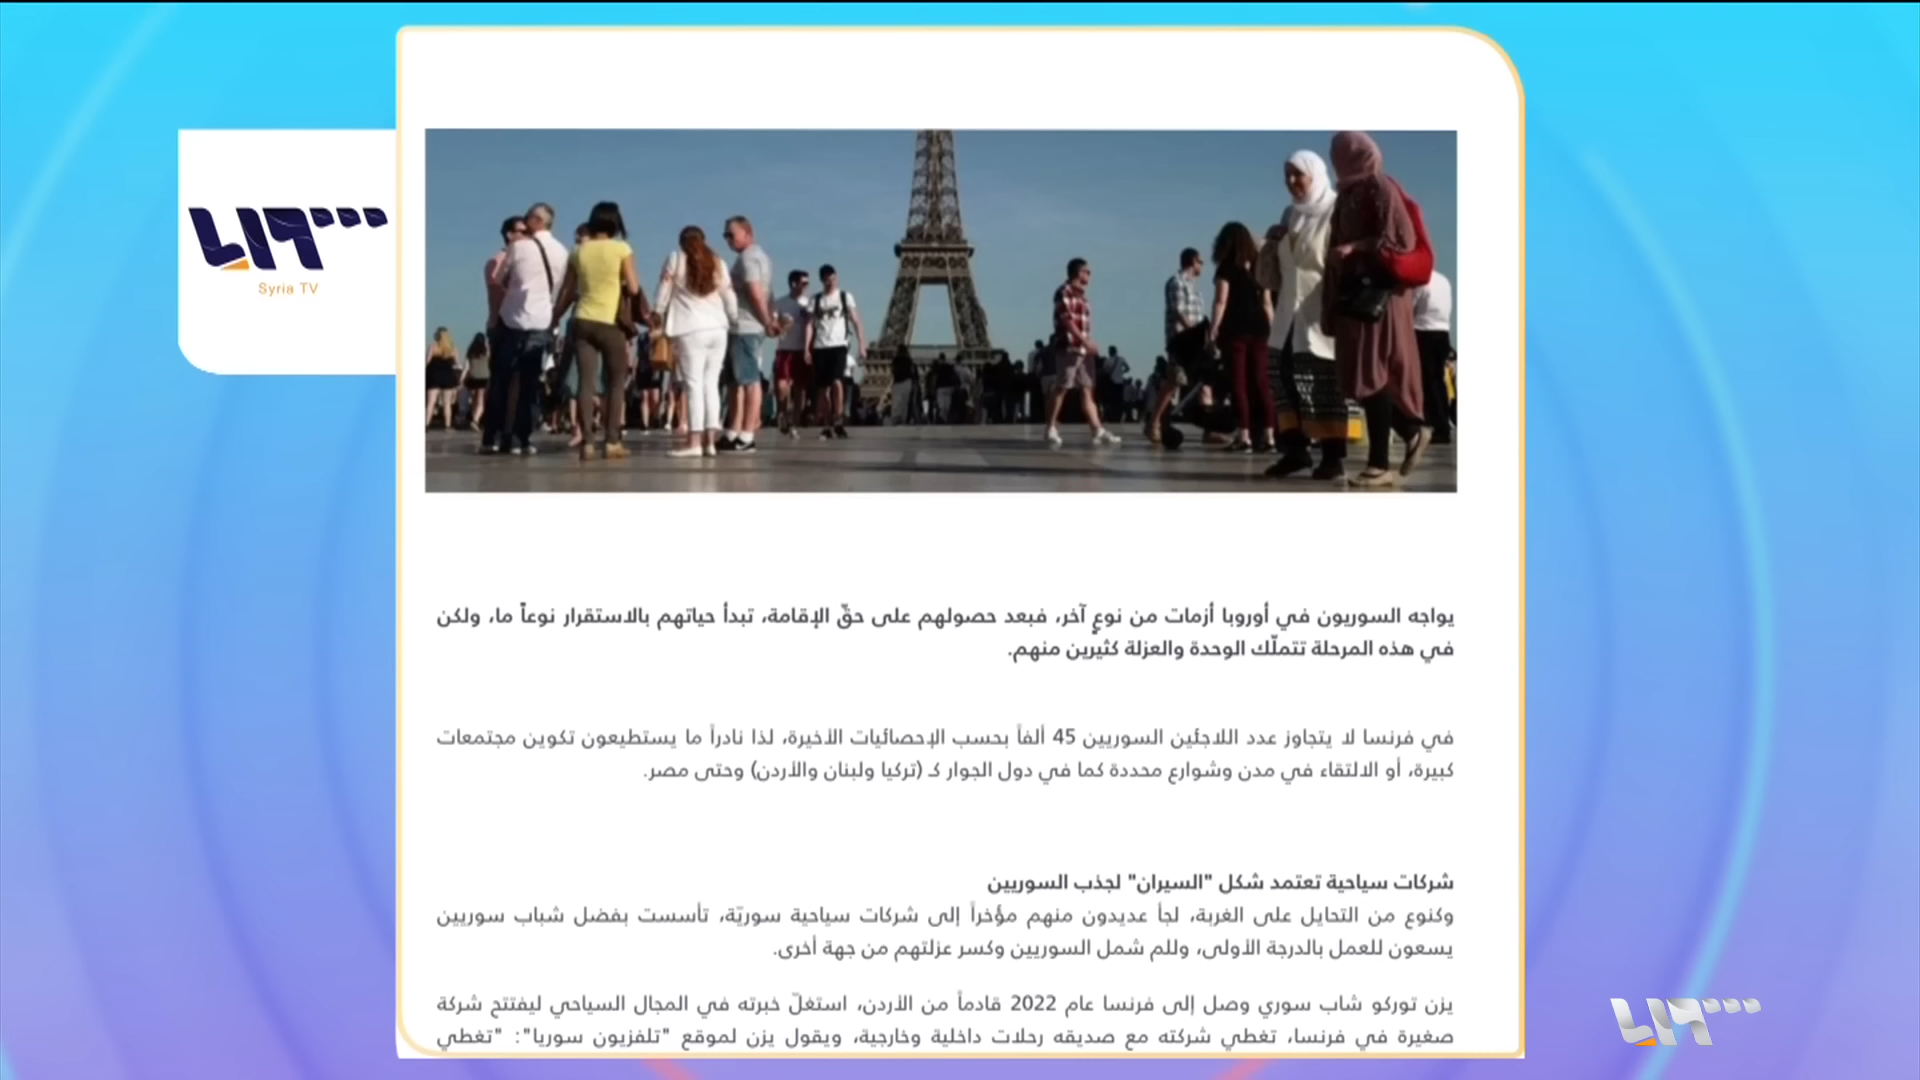 سوريا
Syria TV
يواجه السوريون في أوروبا أزمات من نوعٍ آخر، فبعد حصولهم على حقّ الإقامة، تبدأ حياتهم بالاستقرار نوعاً ما، ولكن
في هذه المرحلة تتملّك الوحدة والعزلة كثيرين منهم.
في فرنسا لا يتجاوز عدد اللاجئين السوريين 45 ألفاً بحسب الإحصائيات الأخيرة، لذا نادراً ما يستطيعون تكوين مجتمعات
كبيرة، أو الالتقاء في مدن وشوارع محددة كما في دول الجوار كـ (تركيا ولبنان والأردن) وحتى مصر.
شركات سياحية تعتمد شكل "السيران" لجذب السوريين
وكنوع من التحايل على الغربة، لجأ عديدون منهم مؤخراً إلى شركات سياحية سوريّة، تأسست بفضل شباب سوريين
يسعون للعمل بالدرجة الأولى، وللم شمل السوريين وكسر عزلتهم من جهة أخرى.
يزن توركو شاب سوري وصل إلى فرنسا عام 2022 قادماً من الأردن، استغلّ خبرته في المجال السياحي ليفتتح شركة
صغيرة في فرنسا، تغطي شركته مع صديقه رحلات داخلية وخارجية، ويقول يزن لموقع "تلفزيون سوريا": "تغطي
سوريا